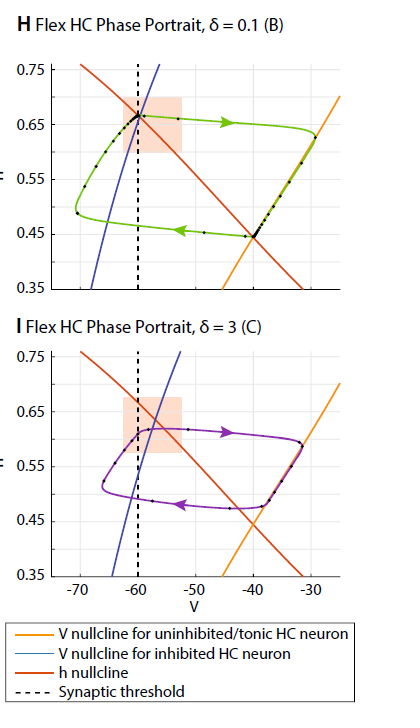 H Flex HC Phase Portrait, δ = 0.1 (B)
0.75
0.65
0.55
0.45
0.35
I Flex HC Phase Portrait, δ = 3 (C)
0.75
0.65
0.55
0.45
0.35
-70 -60 -50 -40 -30
V
V nullcline for uninhibited/tonic HC neuron
V nullcline for inhibited HC neuron
h nullcline
Synaptic threshold